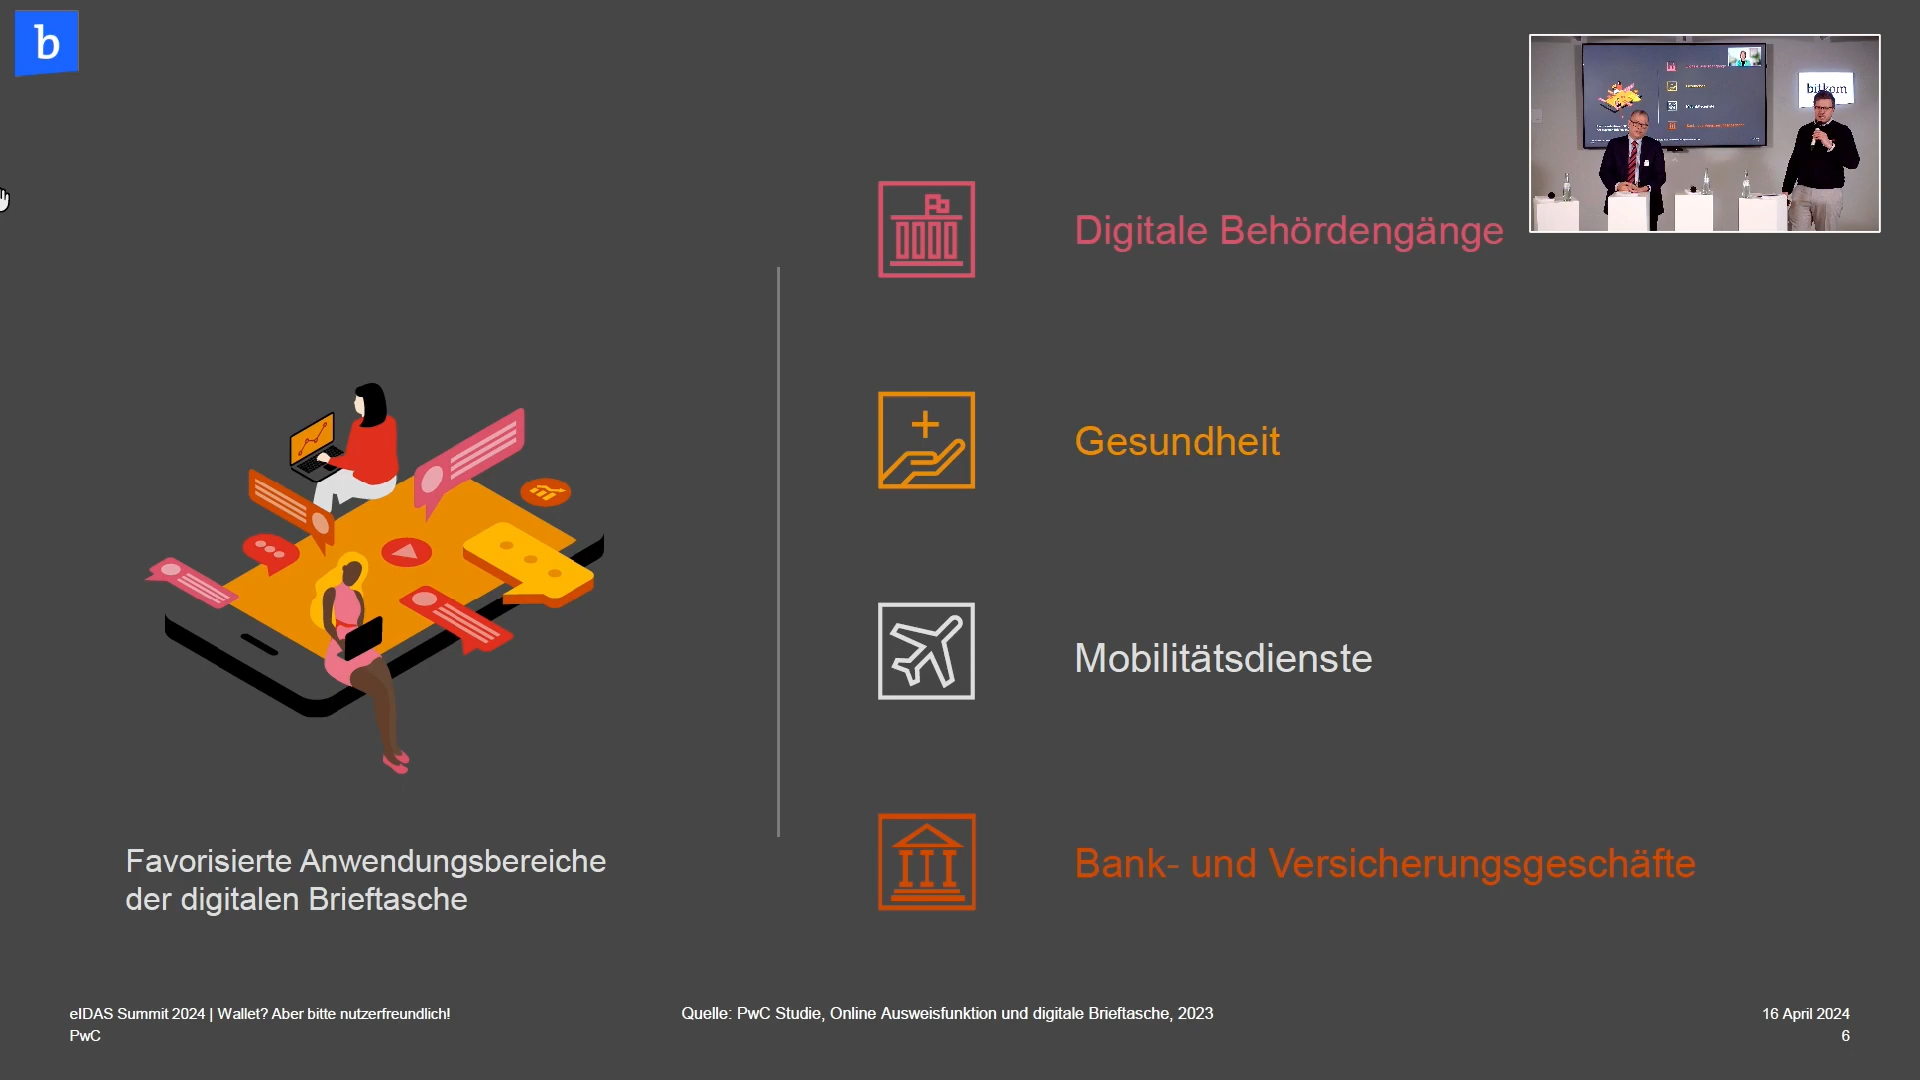 b
bitkom
Digitale Behördengänge
Gesundheit
Mobilitätsdienste
Bank- und Versicherungsgeschäfte
Favorisierte Anwendungsbereiche
der digitalen Brieftasche
eIDAS Summit 2024 | Wallet? Aber bitte nutzerfreundlich!
PwC
Quelle: PwC Studie, Online Ausweisfunktion und digitale Brieftasche, 2023
16 April 2024
6